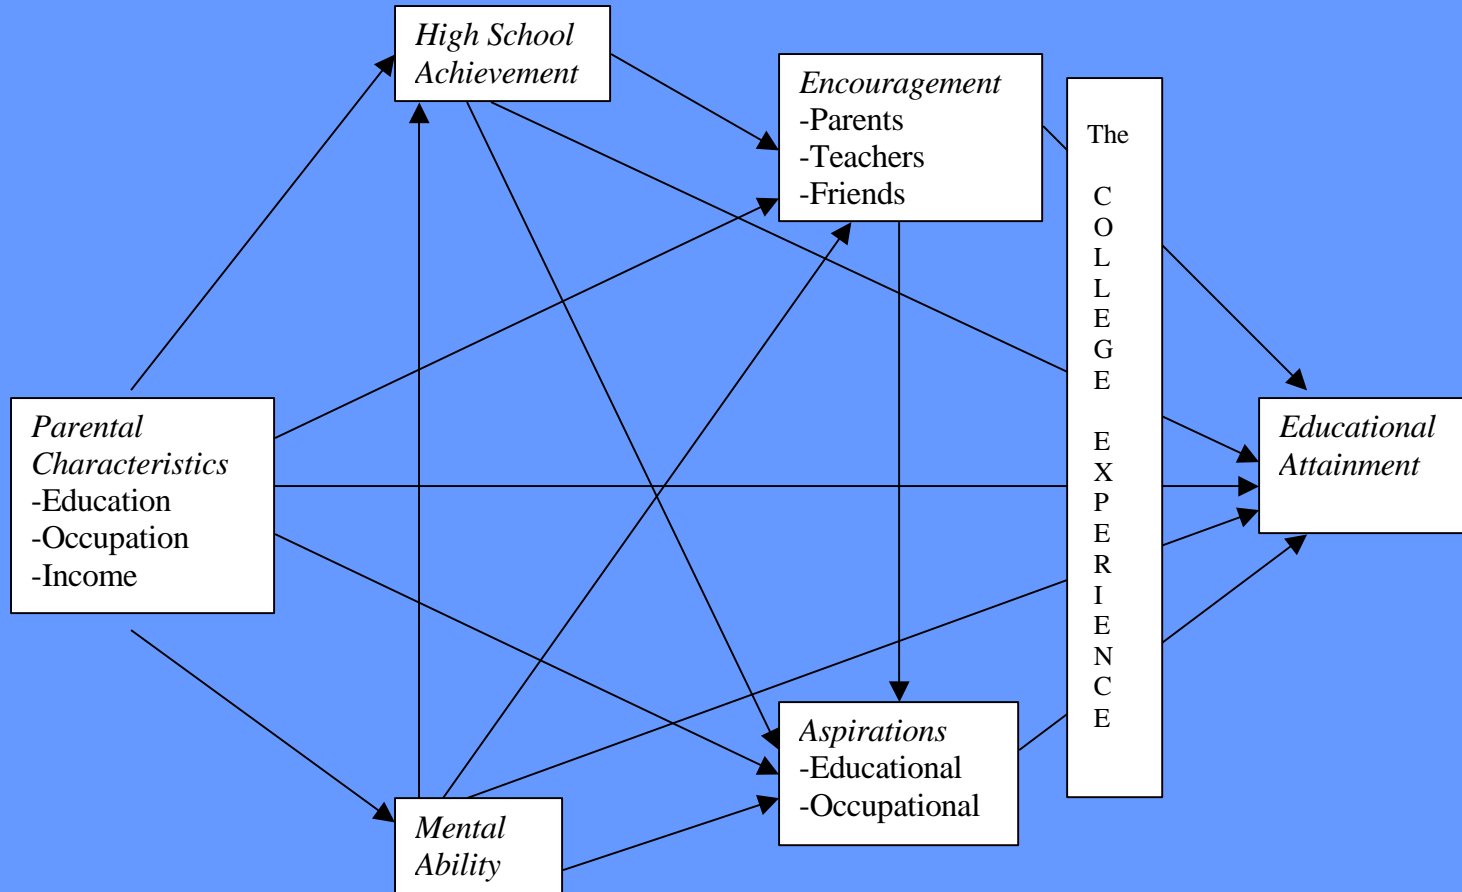 High School
Achievement
Encouragement
-Parents
-Teachers
-Friends
The
C
O
L
L
E
G
E
E
X
P
E
R
I
E
N
C
E
Parental
Characteristics
-Education
-Occupation
-Income
Educational
Attainment
Aspirations
-Educational
-Occupational
Mental
Ability